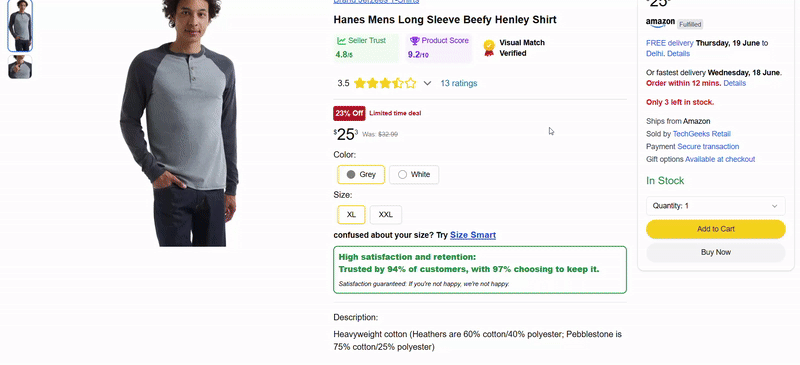 Brand Jerzees T-Shirts
Hanes Mens Long Sleeve Beefy Henley Shirt
Seller Trust
4.8/5
Product Score
9.2/10
Visual Match
Verified
3.5
13 ratings
23% Off
Limited time deal
$25³
Was: $32.99
Color:
Grey
White
Size:
XL
XXL
confused about your size? Try Size Smart
High satisfaction and retention:
Trusted by 94% of customers, with 97% choosing to keep it.
Satisfaction guaranteed: If you're not happy, we're not happy.
Description:
Heavyweight cotton (Heathers are 60% cotton/40% polyester; Pebblestone is
75% cotton/25% polyester)
$25³
amazon
Fulfilled
FREE delivery Thursday, 19 June to
Delhi. Details
Or fastest delivery Wednesday, 18 June.
Order within 12 mins. Details
Only 3 left in stock.
Ships from Amazon
Sold by TechGeeks Retail
Payment Secure transaction
Gift options Available at checkout
In Stock
Quantity: 1
Add to Cart
Buy Now